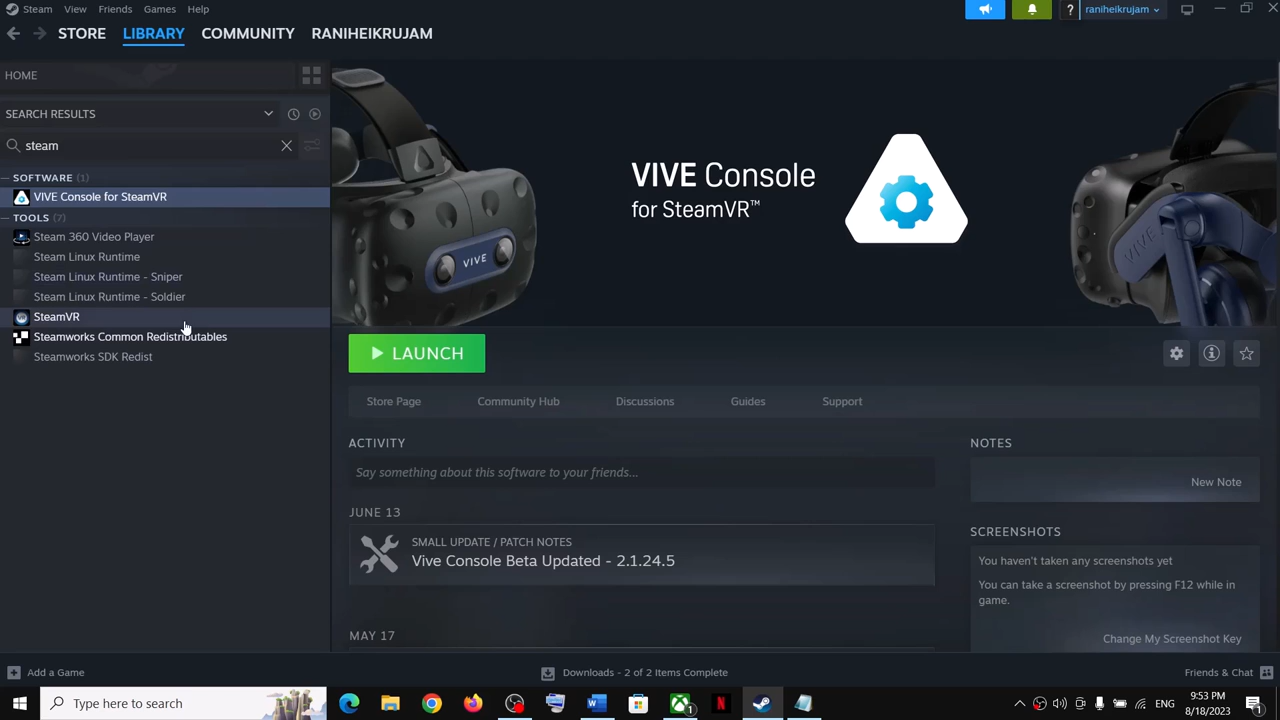 Steam View Friends Games Help
? raniheikrujam
STORE LIBRARY COMMUNITY RANIHEIKRUJAM
HOME
SEARCH RESULTS
steam
SOFTWARE (1)
VIVE Console for SteamVR
TOOLS (7)
Steam 360 Video Player
Steam Linux Runtime
Steam Linux Runtime - Sniper
Steam Linux Runtime - Soldier
SteamVR
Steamworks Common Redistributables
Steamworks SDK Redist
VIVE
VIVE
VIVE Console
for SteamVR™
LAUNCH
Store Page Community Hub Discussions Guides Support
ACTIVITY
Say something about this software to your friends...
JUNE 13
SMALL UPDATE / PATCH NOTES
Vive Console Beta Updated - 2.1.24.5
MAY 17
NOTES
New Note
SCREENSHOTS
You haven't taken any screenshots yet
You can take a screenshot by pressing F12 while in
game.
Change My Screenshot Key
Add a Game
Downloads - 2 of 2 Items Complete
Friends & Chat
Type here to search
W
N
1
ENG
9:53 PM
8/18/2023
1